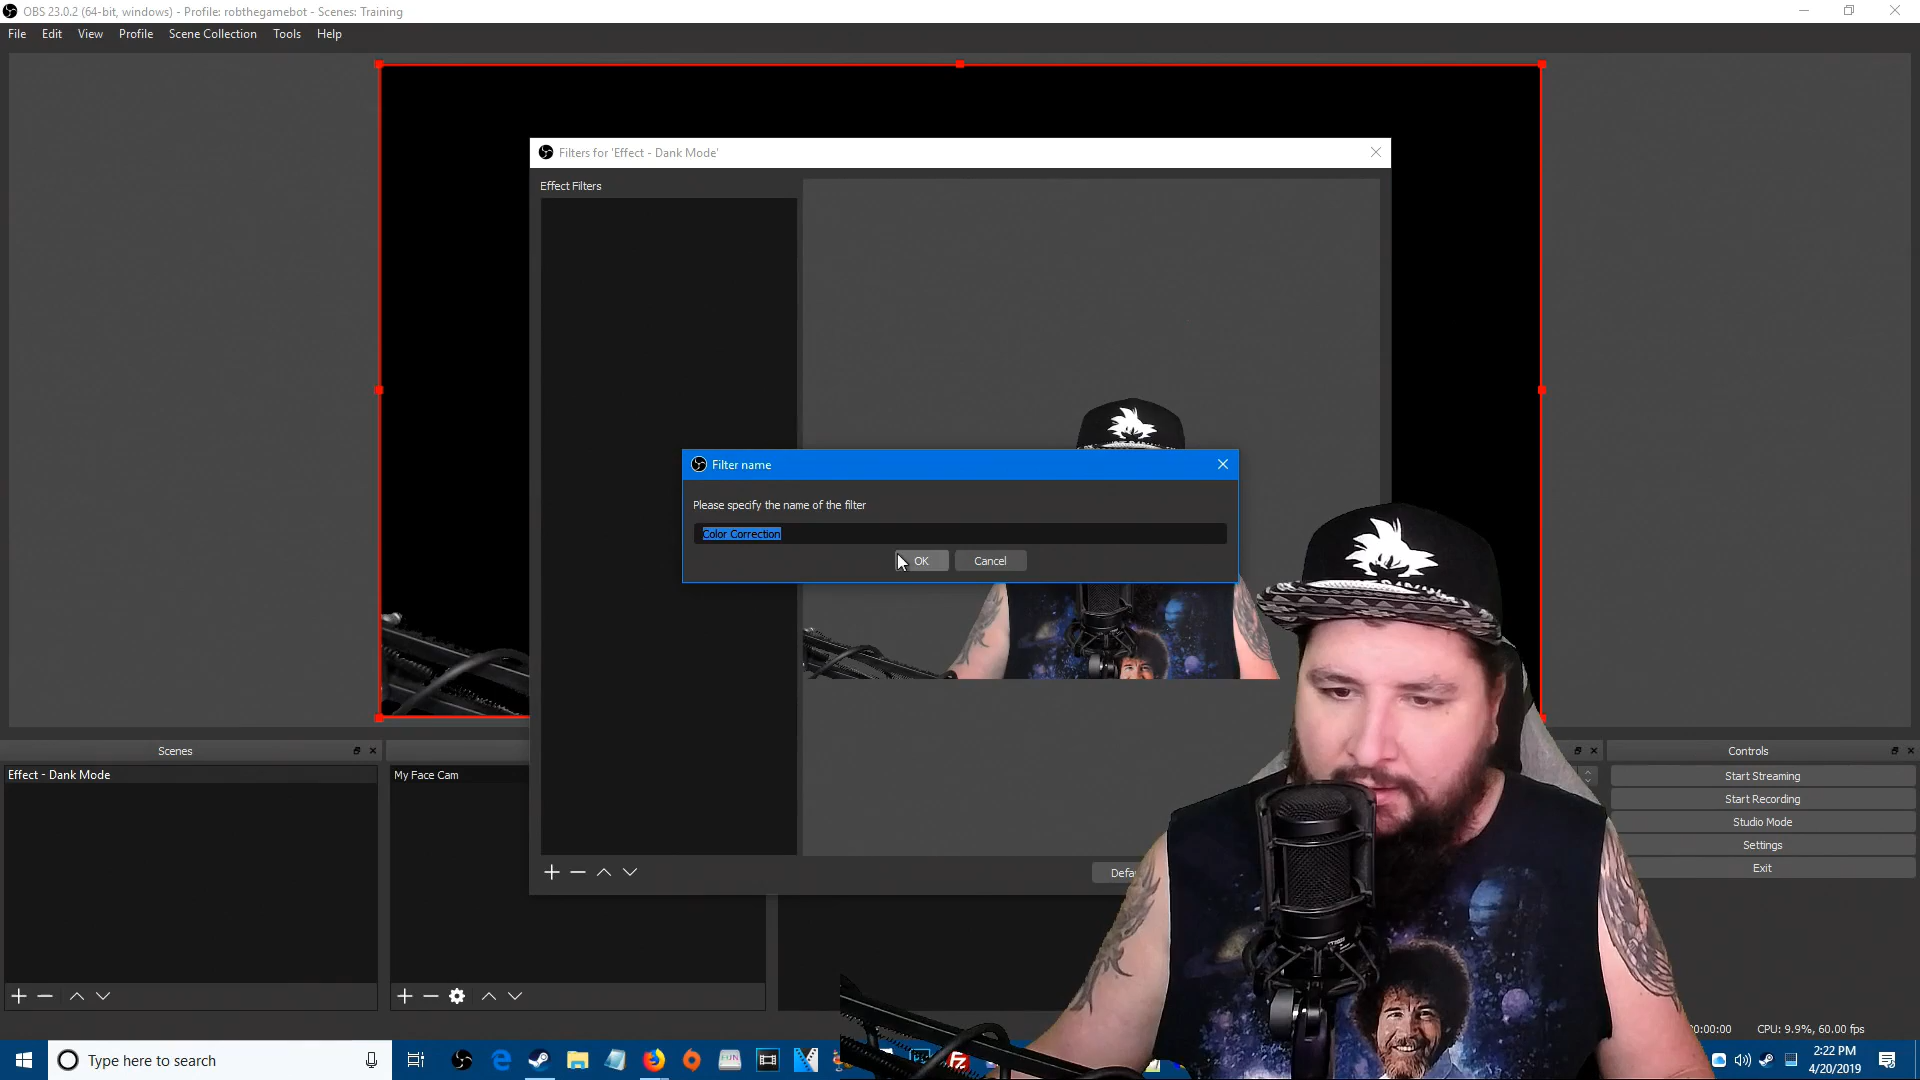 OBS 23.0.2 (64-bit, windows) - Profile: robthegamebot - Scenes: Training
File Edit View Profile Scene Collection Tools Help
Filters for 'Effect - Dank Mode'
Effect Filters
Filter name
Please specify the name of the filter
Color Correction
OK Cancel
Scenes
Controls
Effect - Dank Mode
My Face Cam
Start Streaming
Start Recording
Studio Mode
Settings
Exit
Defa
CPU: 9.9%, 60.00 fps
Type here to search
FUN
Fz
2:22 PM
4/20/2019